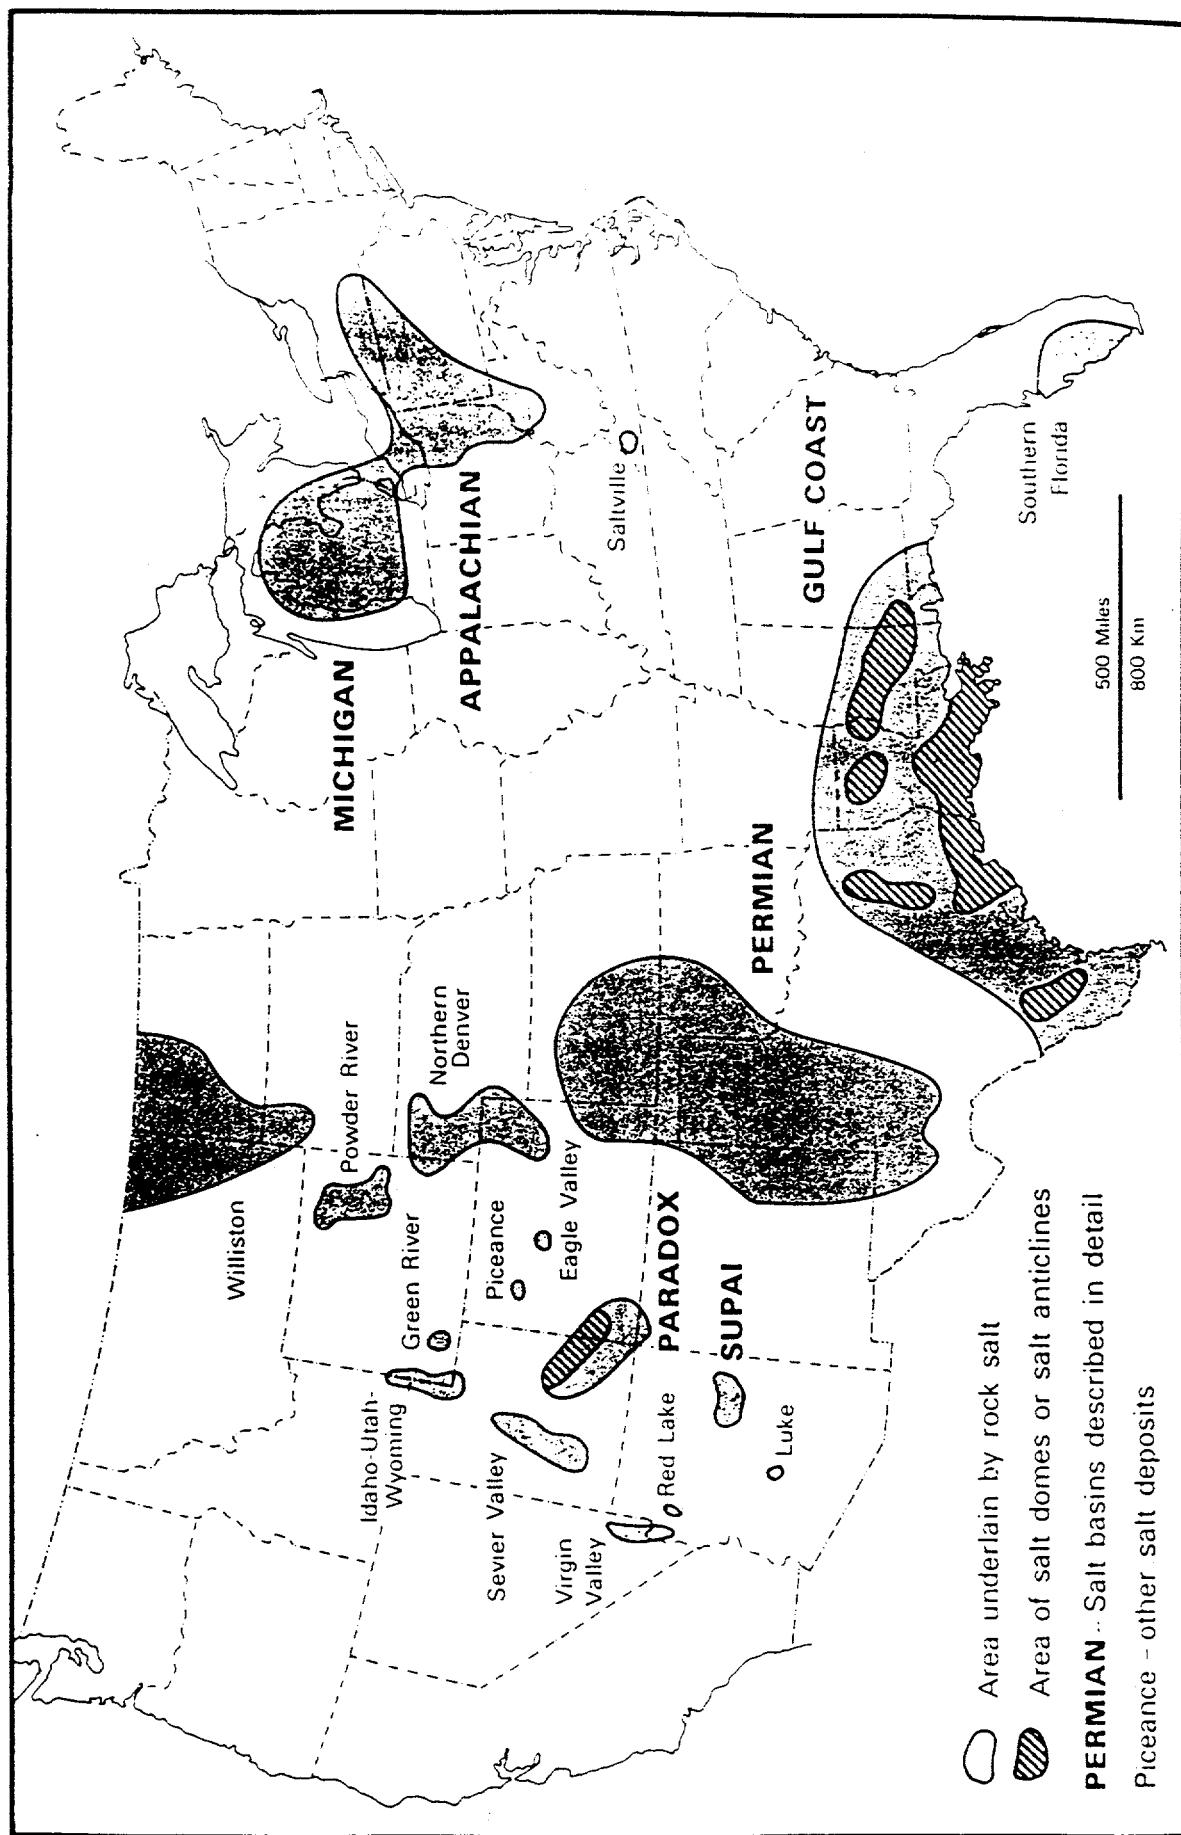 MICHIGAN
APPALACHIAN
Saltville
GULF COAST
Southern
Florida
500 Miles
800 Km
PERMIAN
Williston
Powder River
Northern
Denver
Green River
Piceance
Eagle Valley
PARADOX
SUPAI
Idaho-Utah-
Wyoming
Sevier Valley
Virgin
Valley
Red Lake
Luke
Area underlain by rock salt
Area of salt domes or salt anticlines
PERMIAN - Salt basins described in detail
Piceance - other salt deposits